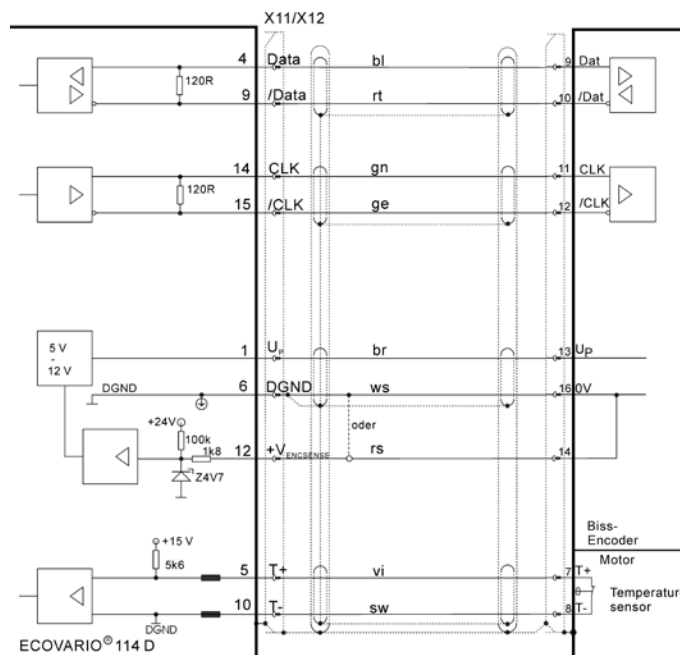 X11/X12
4 Data bl 9 Dat
120R
9 /Data rt 10 /Dat
14 CLK gn 11 CLK
120R
15 /CLK ge 12 /CLK
5 V
-
12 V
1 UP br 13 UP
DGND 6 DGND ws 16 0V
+24V
oder
100k
1k8 12 +VENCSENSE rs 14
Z4V7
Biss-
Encoder
Motor
+15 V
5k6
5 T+ vi 7 T+
Temperature
sensor
10 T- sw 8 T-
DGND
ECOVARIO® 114 D